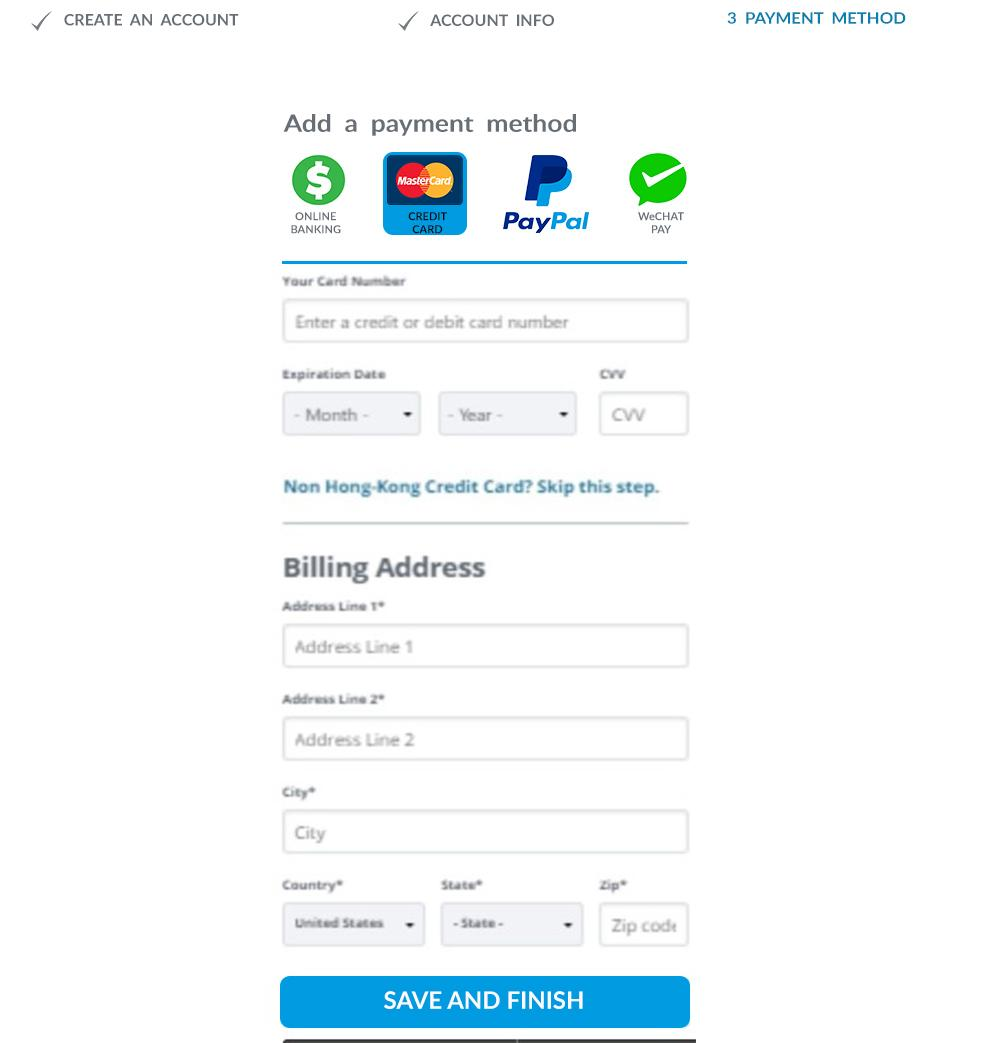 CREATE AN ACCOUNT
ACCOUNT INFO
3 PAYMENT METHOD
Add a payment method
MasterCard
ONLINE
BANKING
CREDIT
CARD
PayPal
WeCHAT
PAY
Your Card Number
Enter a credit or debit card number
Expiration Date
CVV
- Month -
- Year -
CVV
Non Hong-Kong Credit Card? Skip this step.
Billing Address
Address Line 1*
Address Line 1
Address Line 2*
Address Line 2
City*
City
Country*
State*
Zip*
United States
- State -
Zip code
SAVE AND FINISH